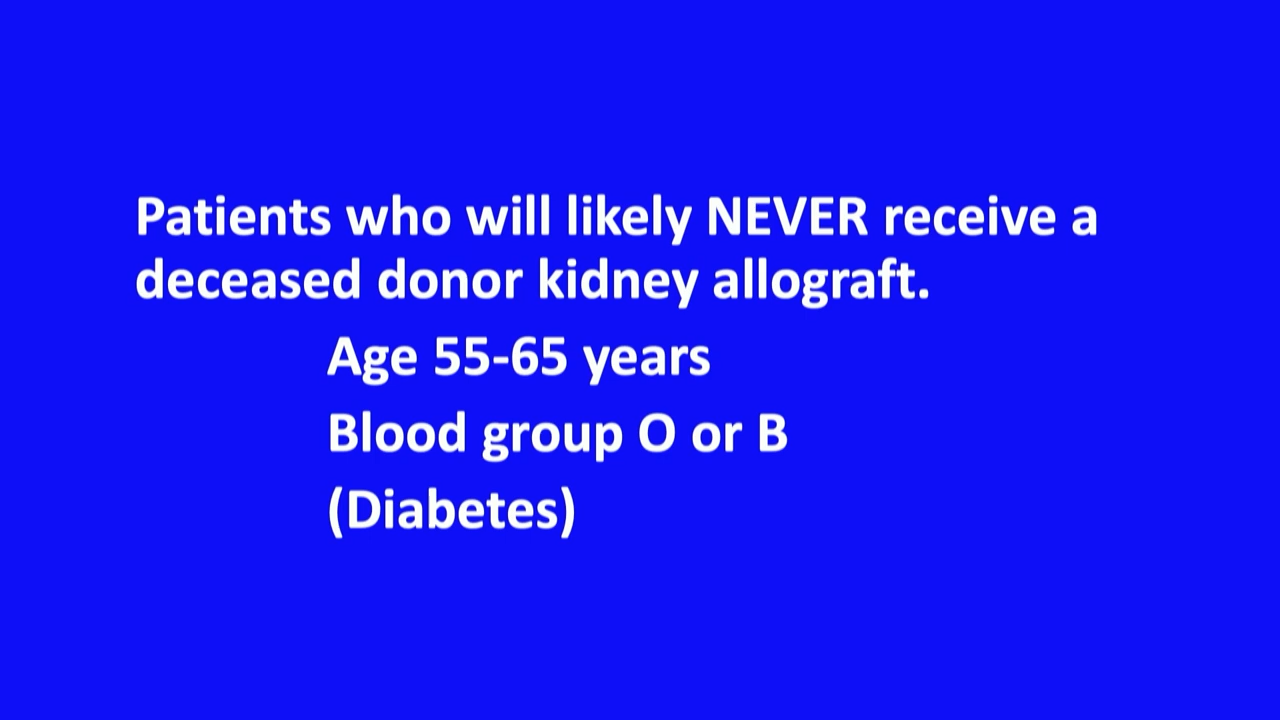 Patients who will likely NEVER receive a
deceased donor kidney allograft.
Age 55-65 years
Blood group O or B
(Diabetes)